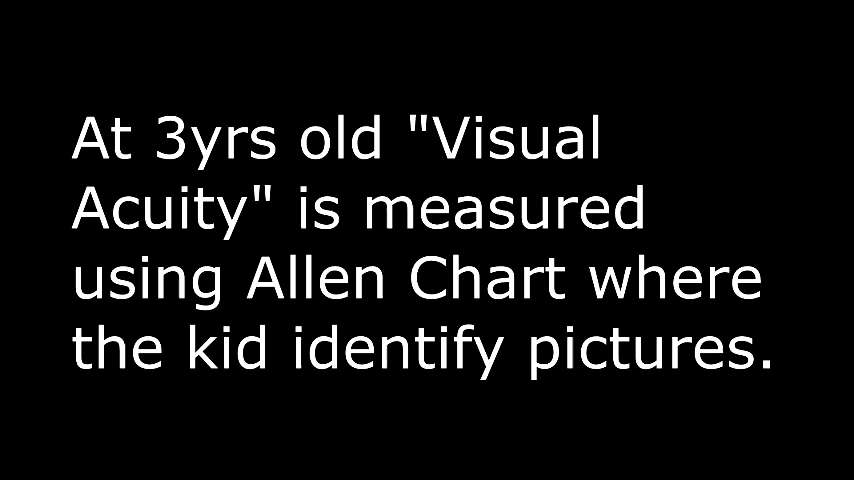 At 3yrs old "Visual
Acuity" is measured
using Allen Chart where
the kid identify pictures.